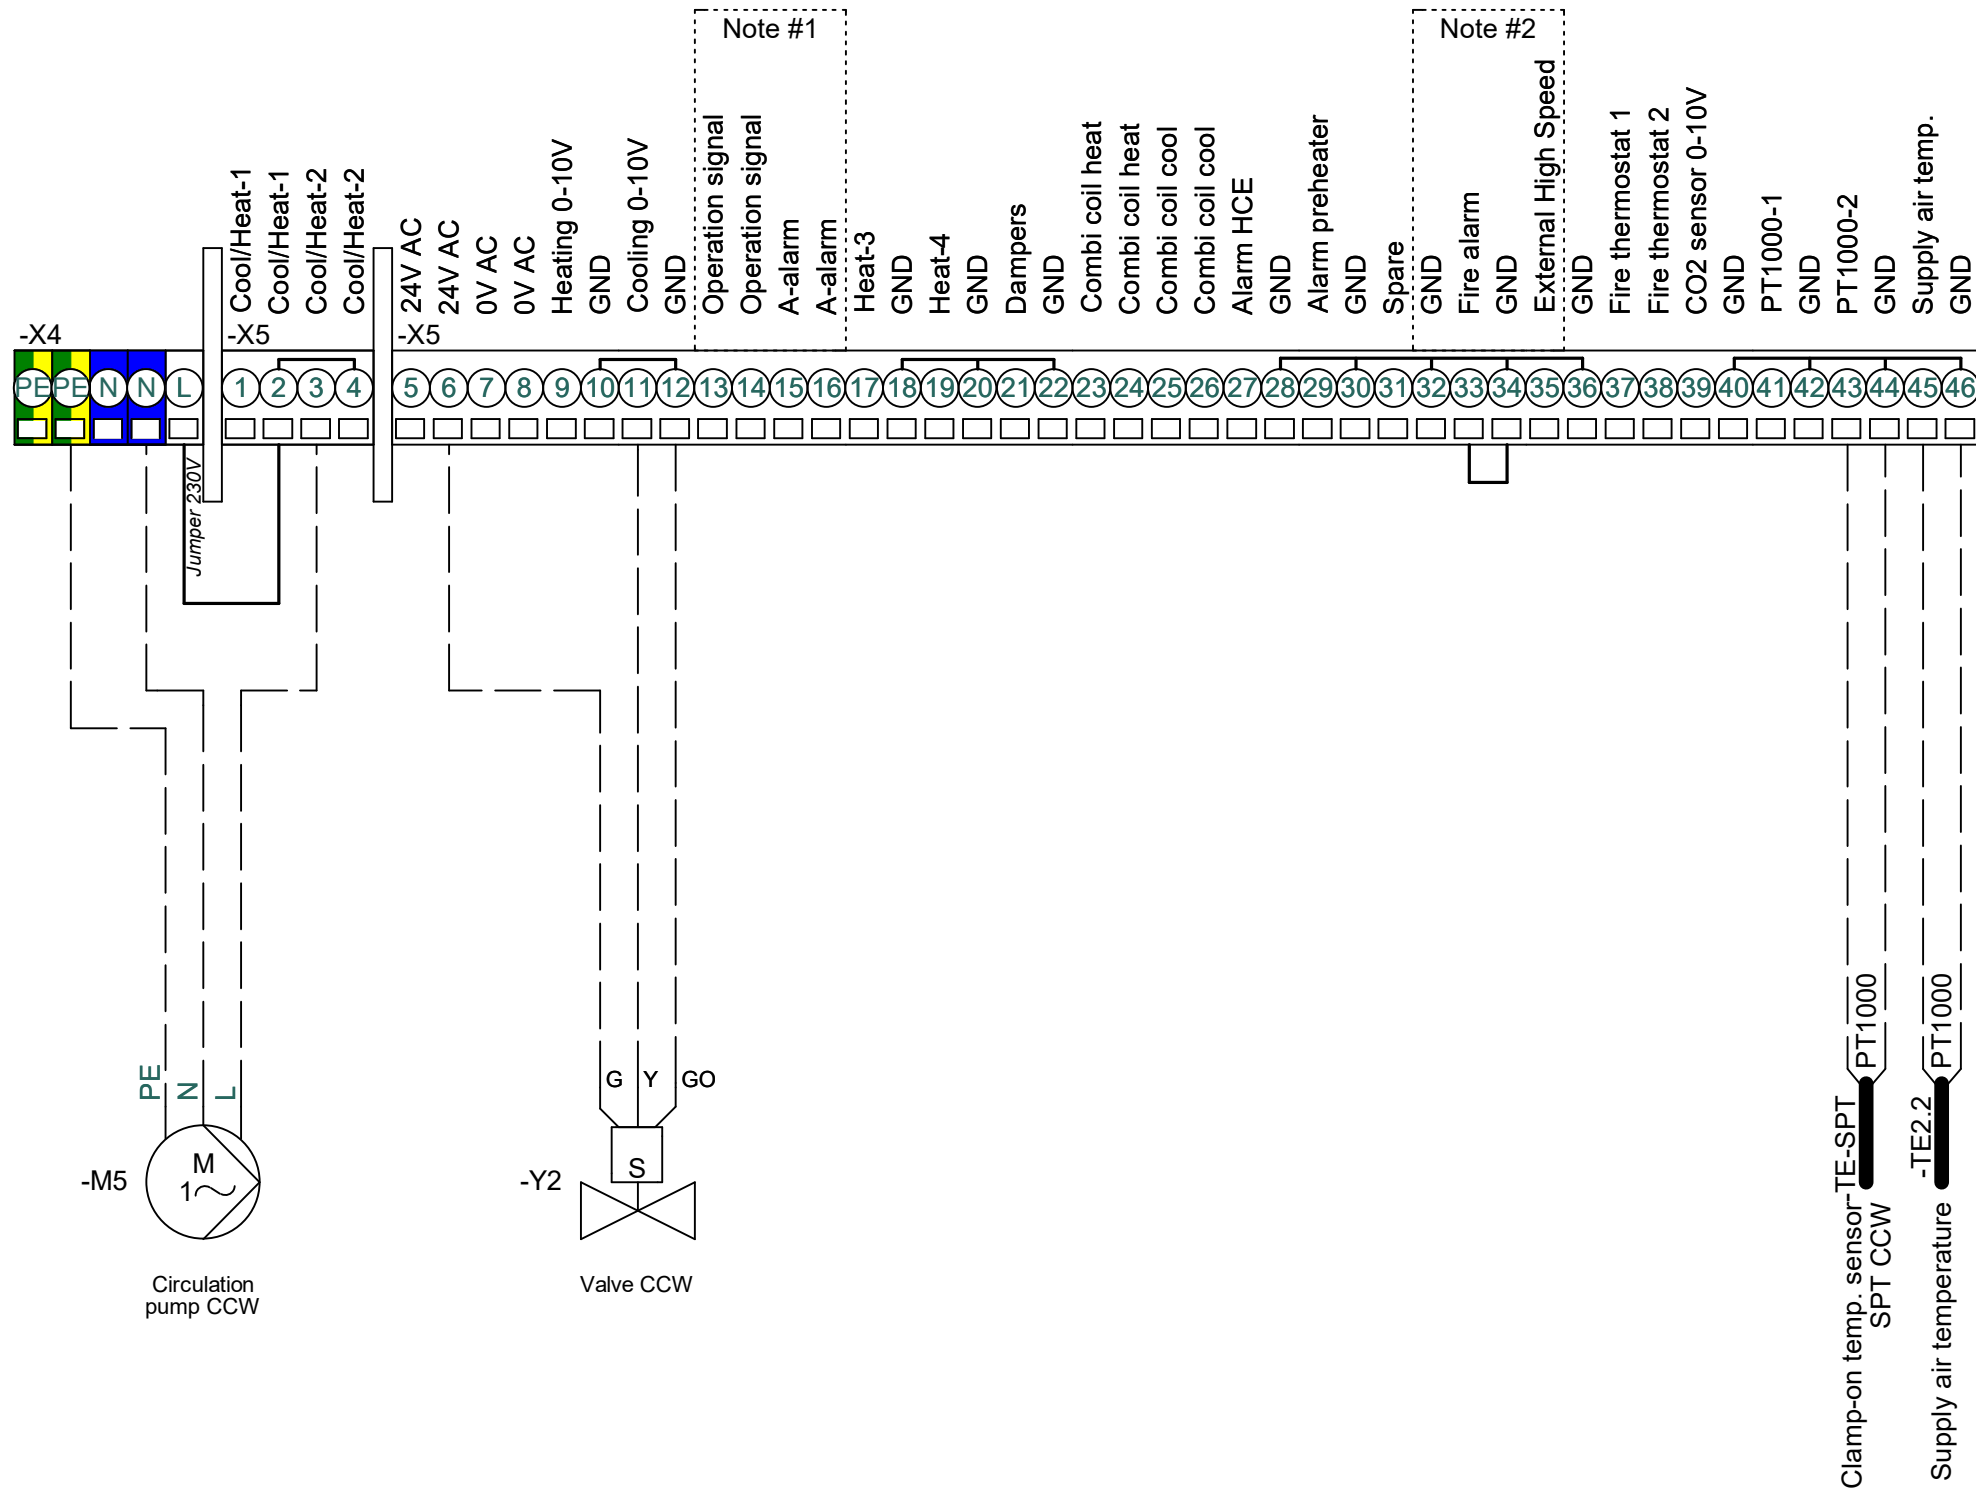 Note #1
Note #2
Cool/Heat-1
Cool/Heat-1
Cool/Heat-2
Cool/Heat-2
24V AC
24V AC
0V AC
0V AC
Heating 0-10V
GND
Cooling 0-10V
GND
Operation signal
Operation signal
A-alarm
A-alarm
Heat-3
GND
Heat-4
GND
Dampers
GND
Combi coil heat
Combi coil heat
Combi coil cool
Combi coil cool
Alarm HCE
GND
Alarm preheater
GND
Spare
GND
Fire alarm
GND
External High Speed
GND
Fire thermostat 1
Fire thermostat 2
CO2 sensor 0-10V
GND
PT1000-1
GND
PT1000-2
GND
Supply air temp.
GND
-X4 -X5 -X5
PE PE N N L 1 2 3 4 5 6 7 8 9 10 11 12 13 14 15 16 17 18 19 20 21 22 23 24 25 26 27 28 29 30 31 32 33 34 35 36 37 38 39 40 41 42 43 44 45 46
Jumper 230V
PE
N
L
G Y GO
PT1000
PT1000
-M5
M
1
-Y2
S
-TE-SPT
-TE2.2
Circulation
pump CCW
Valve CCW
Clamp-on temp. sensor
SPT CCW
Supply air temperature